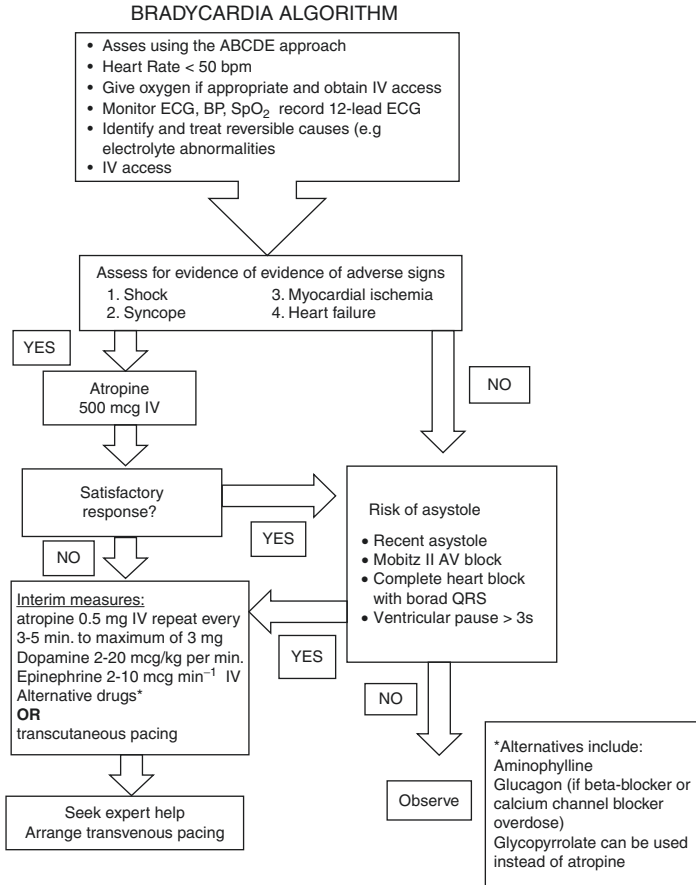 BRADYCARDIA ALGORITHM
• Asses using the ABCDE approach
• Heart Rate < 50 bpm
• Give oxygen if appropriate and obtain IV access
• Monitor ECG, BP, SpO₂ record 12-lead ECG
• Identify and treat reversible causes (e.g
electrolyte abnormalities
• IV access
Assess for evidence of evidence of adverse signs
1. Shock 3. Myocardial ischemia
2. Syncope 4. Heart failure
YES
NO
Atropine
500 mcg IV
Satisfactory
response?
YES
NO
Risk of asystole
• Recent asystole
• Mobitz II AV block
• Complete heart block
with borad QRS
• Ventricular pause > 3s
YES
NO
Interim measures:
atropine 0.5 mg IV repeat every
3-5 min. to maximum of 3 mg
Dopamine 2-20 mcg/kg per min.
Epinephrine 2-10 mcg min⁻¹ IV
Alternative drugs*
OR
transcutaneous pacing
Seek expert help
Arrange transvenous pacing
Observe
*Alternatives include:
Aminophylline
Glucagon (if beta-blocker or
calcium channel blocker
overdose)
Glycopyrrolate can be used
instead of atropine